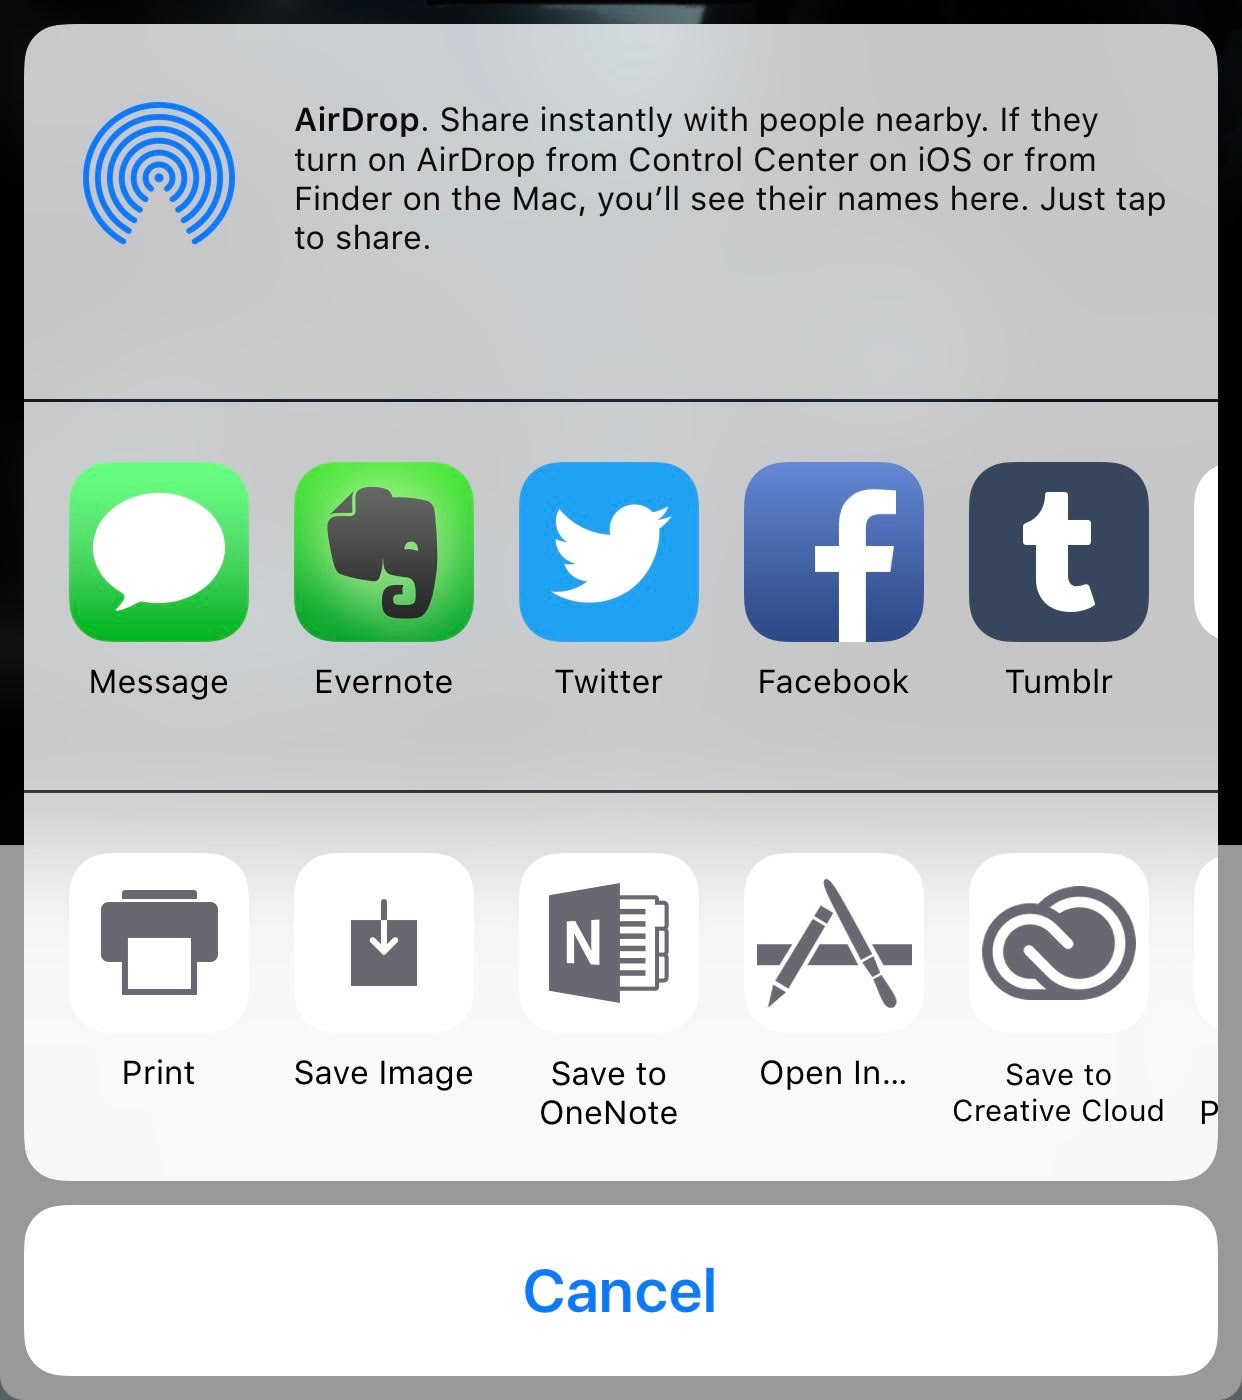 AirDrop. Share instantly with people nearby. If they
turn on AirDrop from Control Center on iOS or from
Finder on the Mac, you’ll see their names here. Just tap
to share.
Message Evernote Twitter Facebook Tumblr
Print Save Image Save to OneNote Open In... Save to Creative Cloud P
Cancel